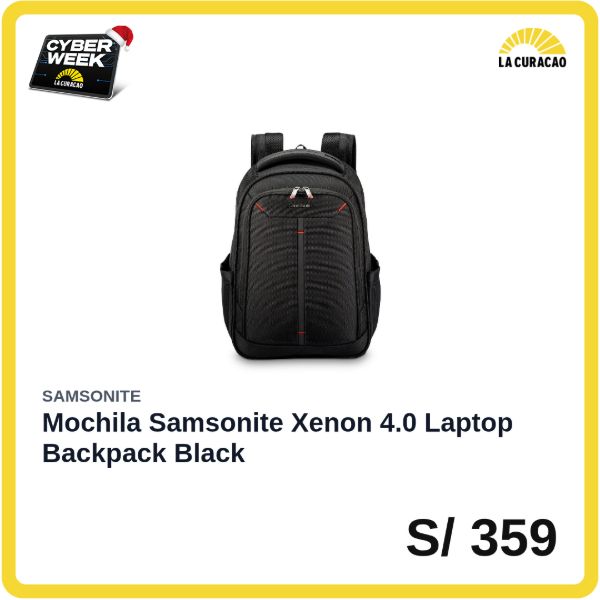 CYBER
WEEK
LA CURACAO
LA CURACAO
SAMSONITE
Mochila Samsonite Xenon 4.0 Laptop
Backpack Black
S/ 359